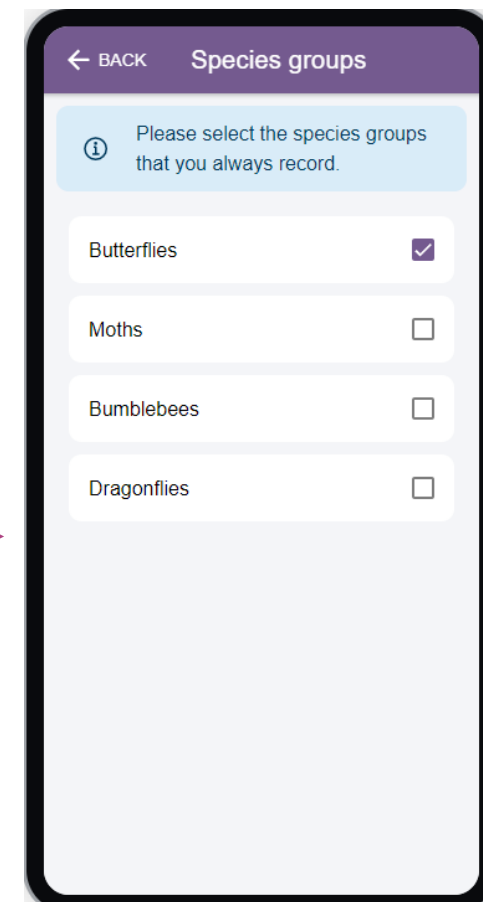 BACK Species groups
Please select the species groups
that you always record.
Butterflies
Moths
Bumblebees
Dragonflies